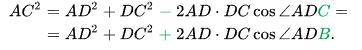 AC² = AD² + DC² − 2AD · DC cos ∠ADC =
= AD² + DC² + 2AD · DC cos ∠ADB.